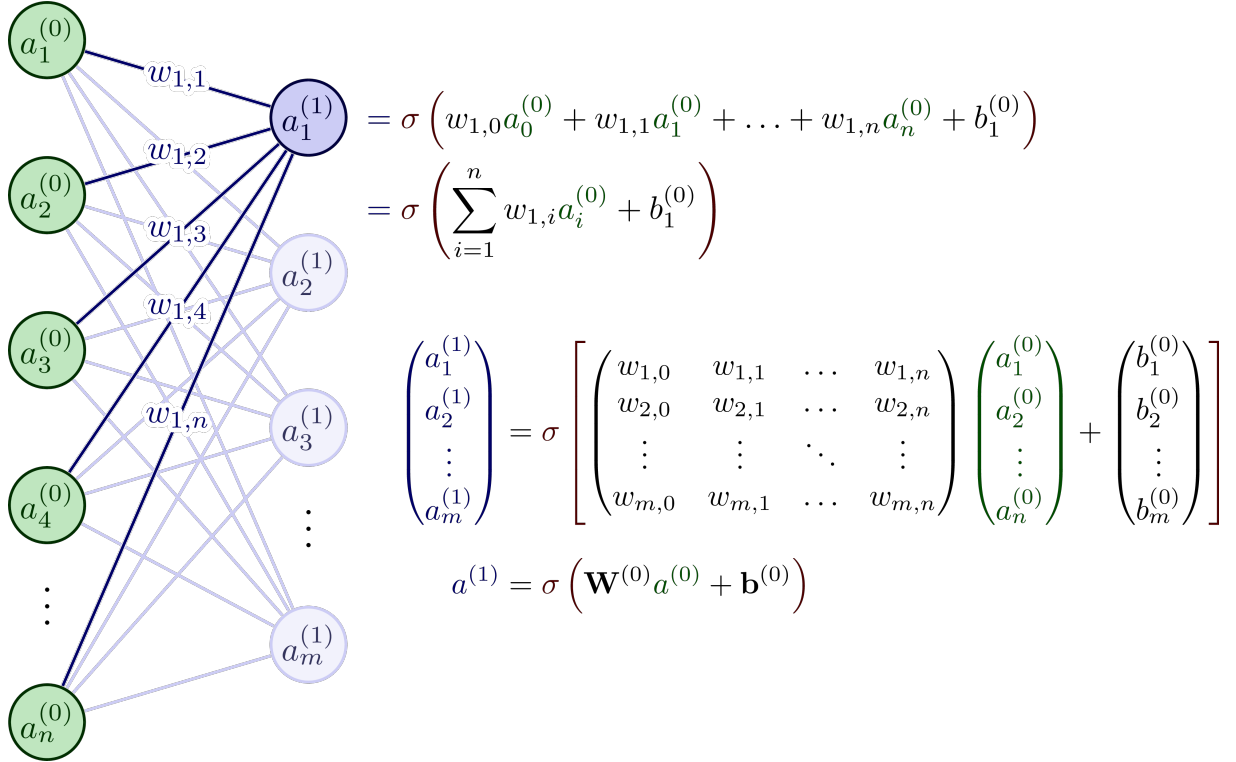 a_1^{(0)}
a_2^{(0)}
a_3^{(0)}
a_4^{(0)}
⋮
a_n^{(0)}
w_{1,1}
w_{1,2}
w_{1,3}
w_{1,4}
w_{1,n}
a_1^{(1)}
a_2^{(1)}
a_3^{(1)}
⋮
a_m^{(1)}
= σ ( w_{1,0} a_0^{(0)} + w_{1,1} a_1^{(0)} + … + w_{1,n} a_n^{(0)} + b_1^{(0)} )
= σ ( ∑_{i=1}^{n} w_{1,i} a_i^{(0)} + b_1^{(0)} )
( a_1^{(1)} a_2^{(1)} ⋮ a_m^{(1)} ) = σ [ ( w_{1,0} w_{1,1} … w_{1,n}
w_{2,0} w_{2,1} … w_{2,n}
⋮ ⋮ ⋱ ⋮
w_{m,0} w_{m,1} … w_{m,n} ) ( a_1^{(0)} a_2^{(0)} ⋮ a_n^{(0)} ) + ( b_1^{(0)} b_2^{(0)} ⋮ b_m^{(0)} ) ]
a^{(1)} = σ ( W^{(0)} a^{(0)} + b^{(0)} )